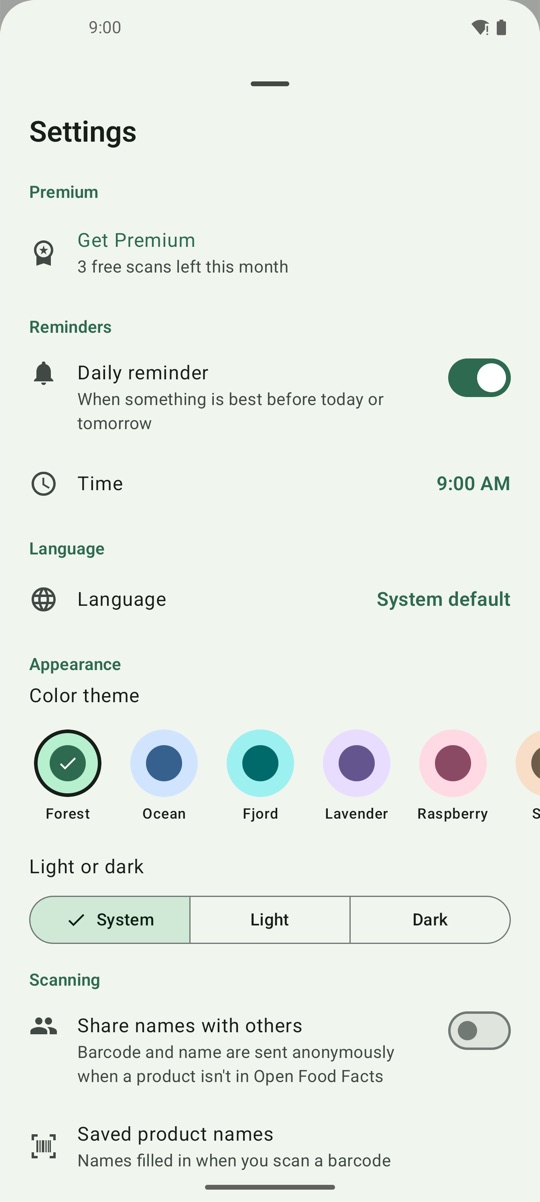 9:00
Settings
Premium
Get Premium
3 free scans left this month
Reminders
Daily reminder
When something is best before today or
tomorrow
Time
9:00 AM
Language
Language
System default
Appearance
Color theme
Forest
Ocean
Fjord
Lavender
Raspberry
Light or dark
System
Light
Dark
Scanning
Share names with others
Barcode and name are sent anonymously
when a product isn't in Open Food Facts
Saved product names
Names filled in when you scan a barcode